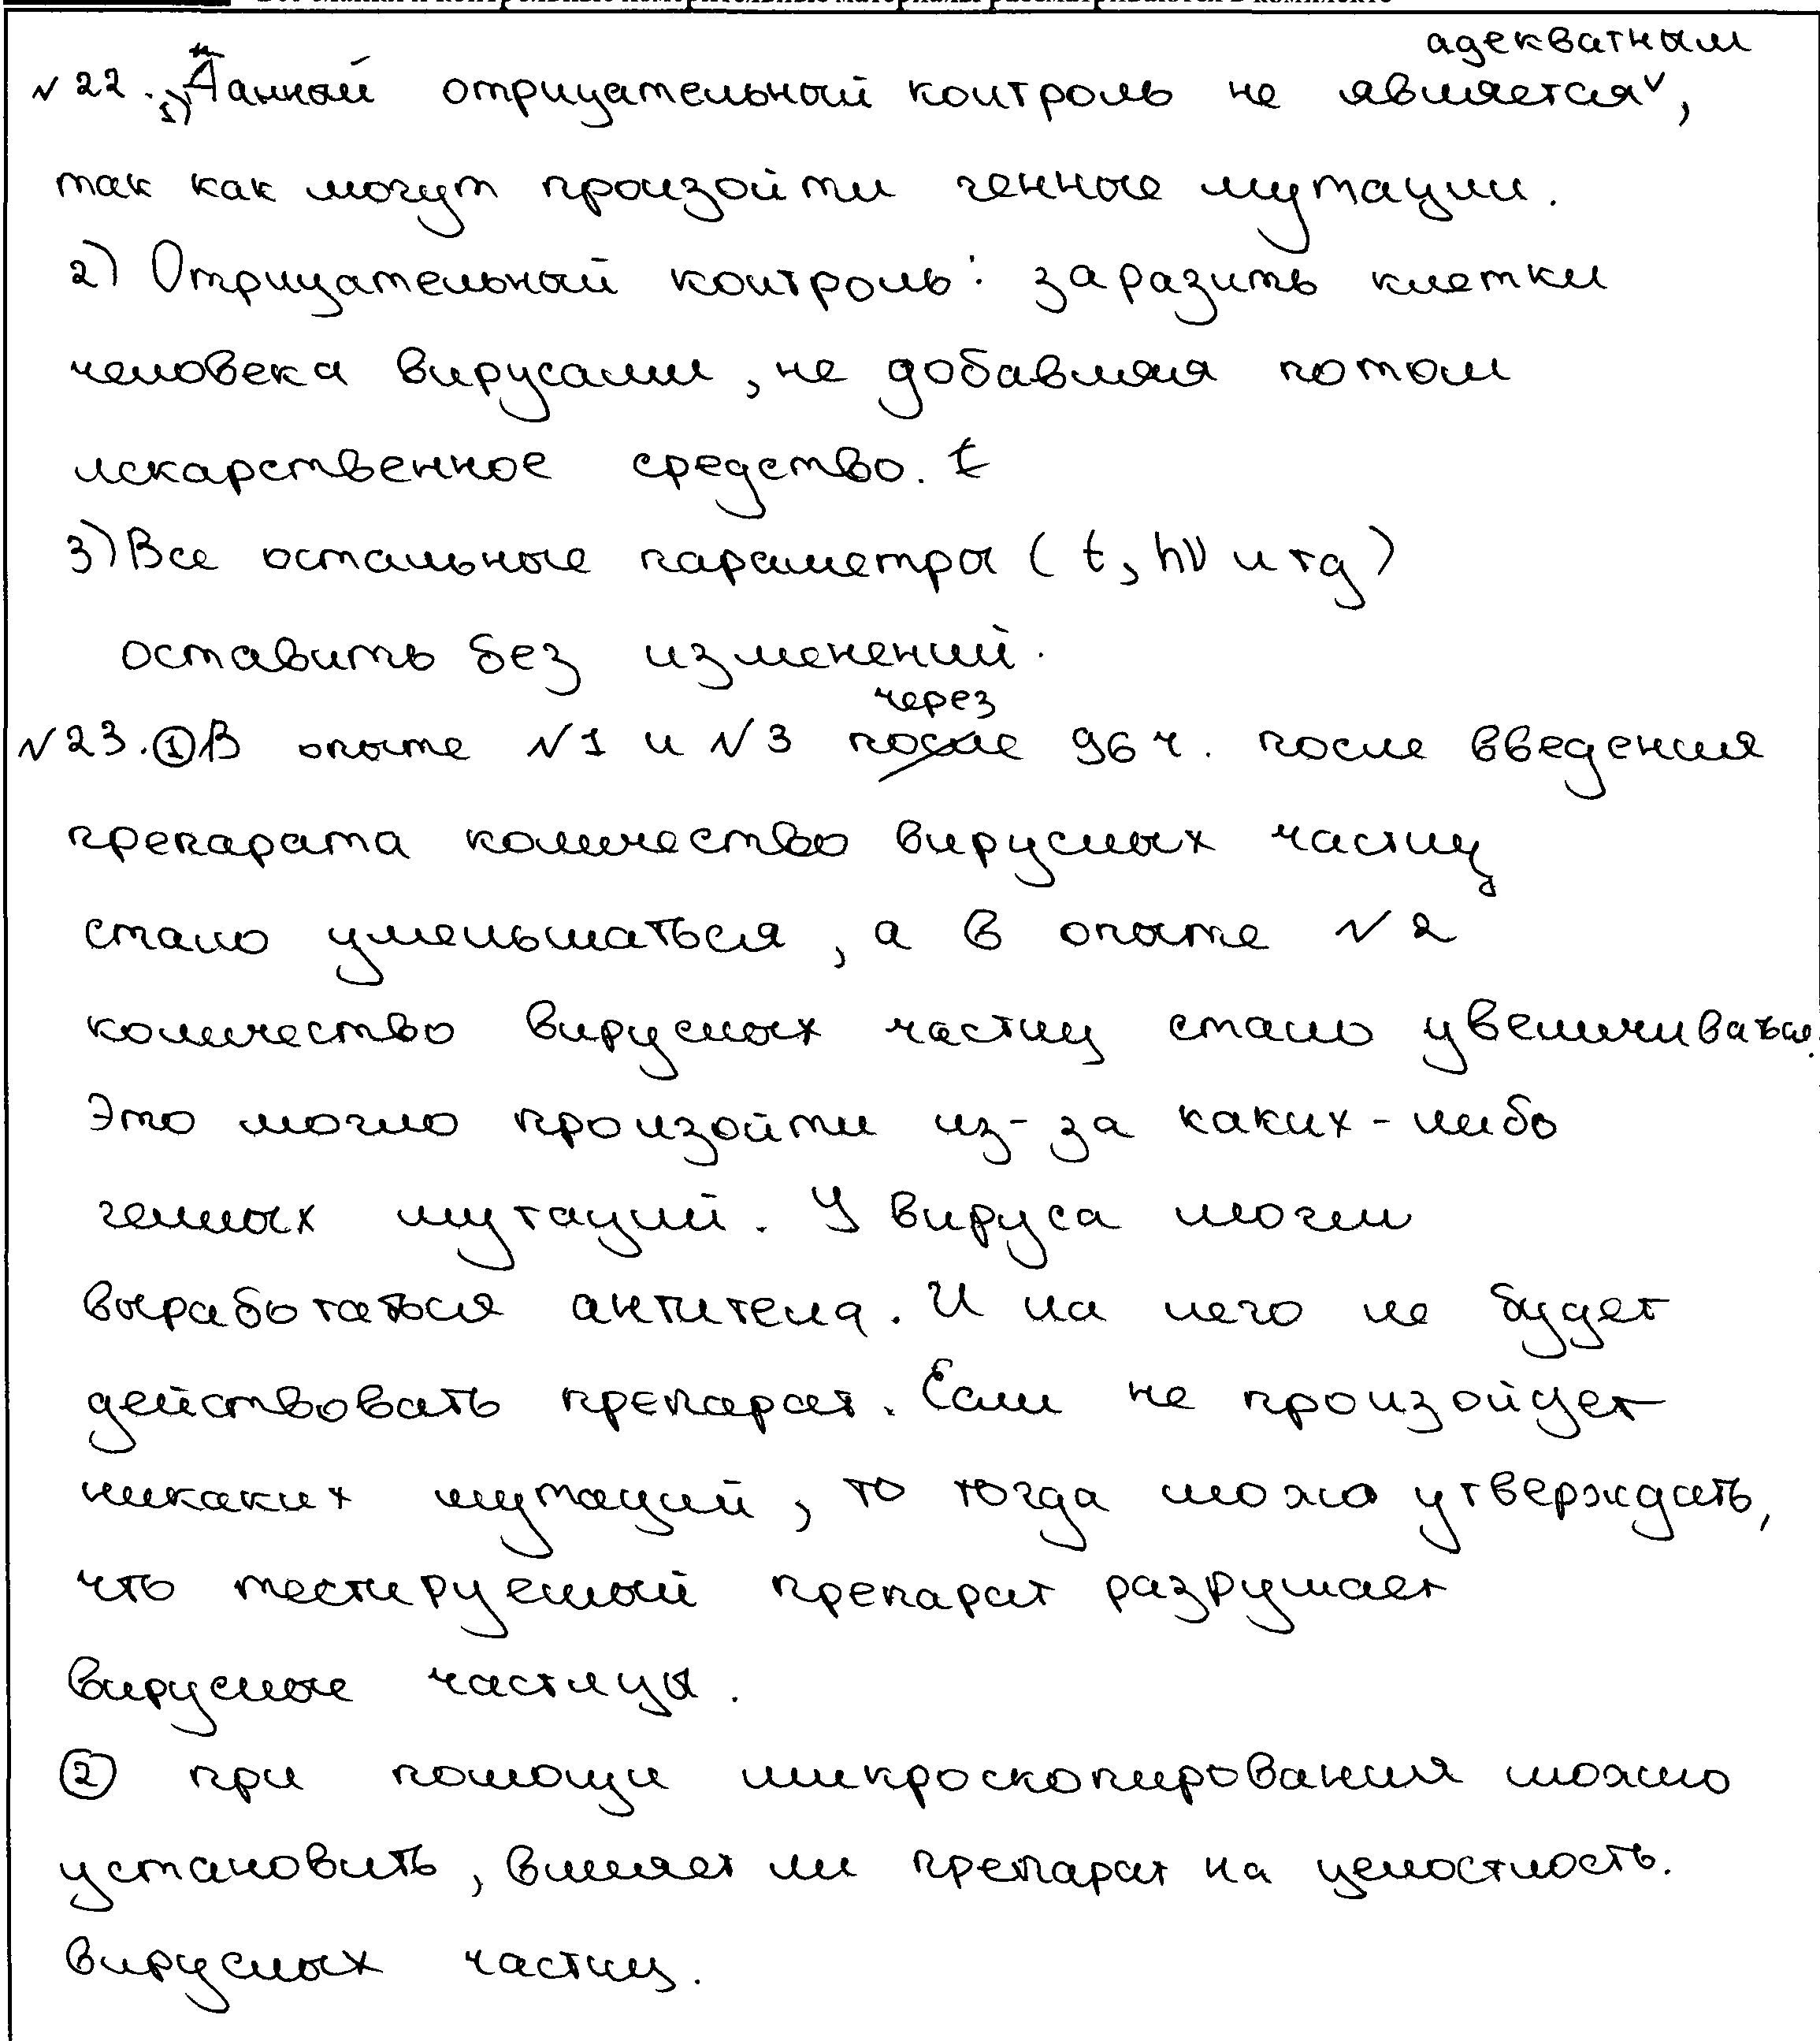 №22. 1) Данный отрицательный контроль не является адекватным,
так как могут произойти генные мутации.
2) Отрицательный контроль: заразить клетки
человека вирусами, не добавляя потом
лекарственное средство.
3) Все остальные параметры (t, hν и тд)
оставить без изменений.
№23. ① В опыте №1 и №3 через 96 ч. после введения
препарата количество вирусных частиц
стало уменьшаться, а в опыте №2
количество вирусных частиц стало увеличиваться.
Это могло произойти из-за каких-либо
генных мутаций. У вируса могли
выработаться антитела. И на него не будет
действовать препарат. Если не произойдет
никаких мутаций, то тогда можно утверждать,
что тестируемый препарат разрушает
вирусные частицы.
② при помощи микроскопирования можно
установить, влияет ли препарат на целостность.
вирусных частиц.